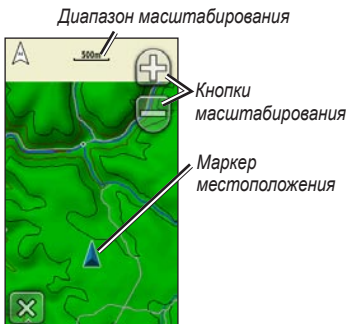 Диапазон масштабирования
500m
Кнопки
масштабирования
Маркер
местоположения